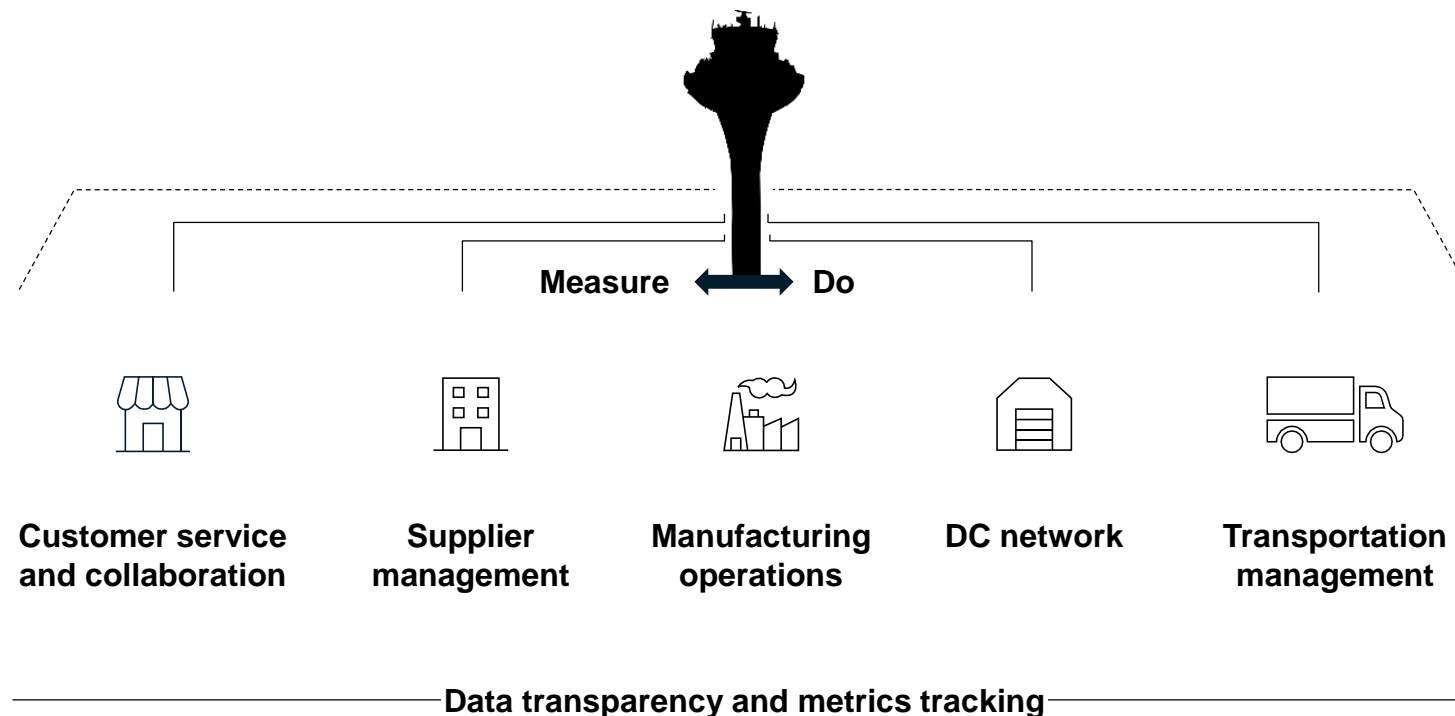 Measure
Do
Customer service
and collaboration
Supplier
management
Manufacturing
operations
DC network
Transportation
management
Data transparency and metrics tracking